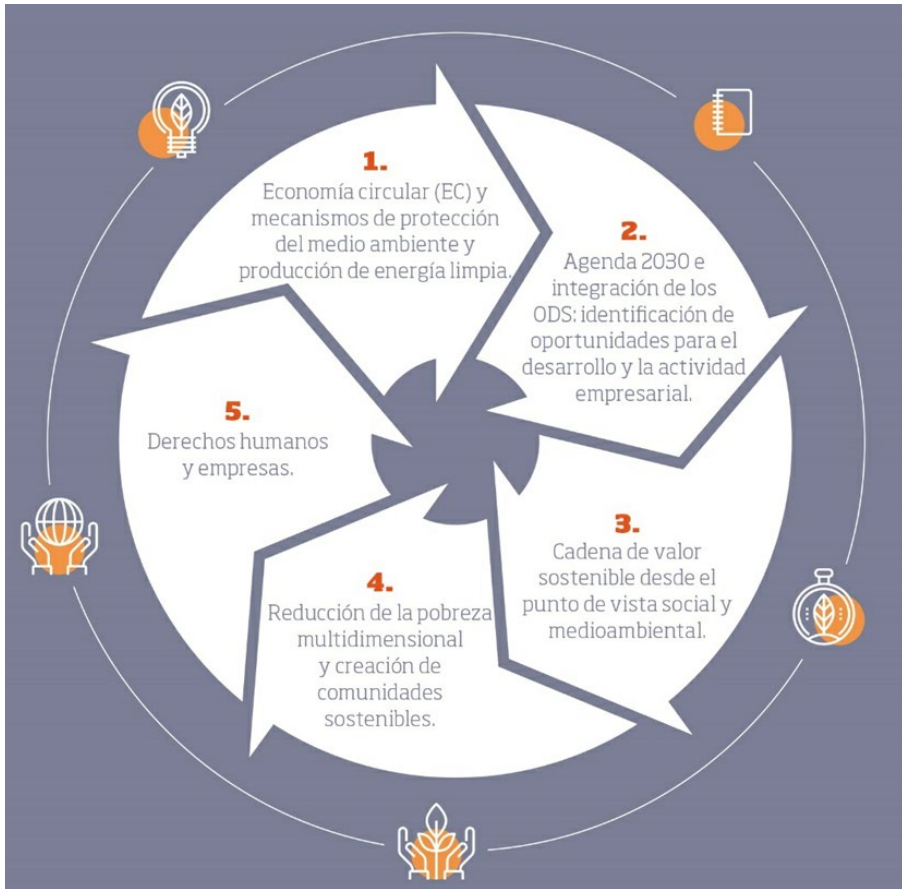 1.
Economía circular (EC) y
mecanismos de protección
del medio ambiente y
producción de energía limpia.
2.
Agenda 2030 e
integración de los
ODS: identificación de
oportunidades para el
desarrollo y la actividad
empresarial.
3.
Cadena de valor
sostenible desde el
punto de vista social y
medioambiental.
4.
Reducción de la pobreza
multidimensional
y creación de
comunidades
sostenibles.
5.
Derechos humanos
y empresas.